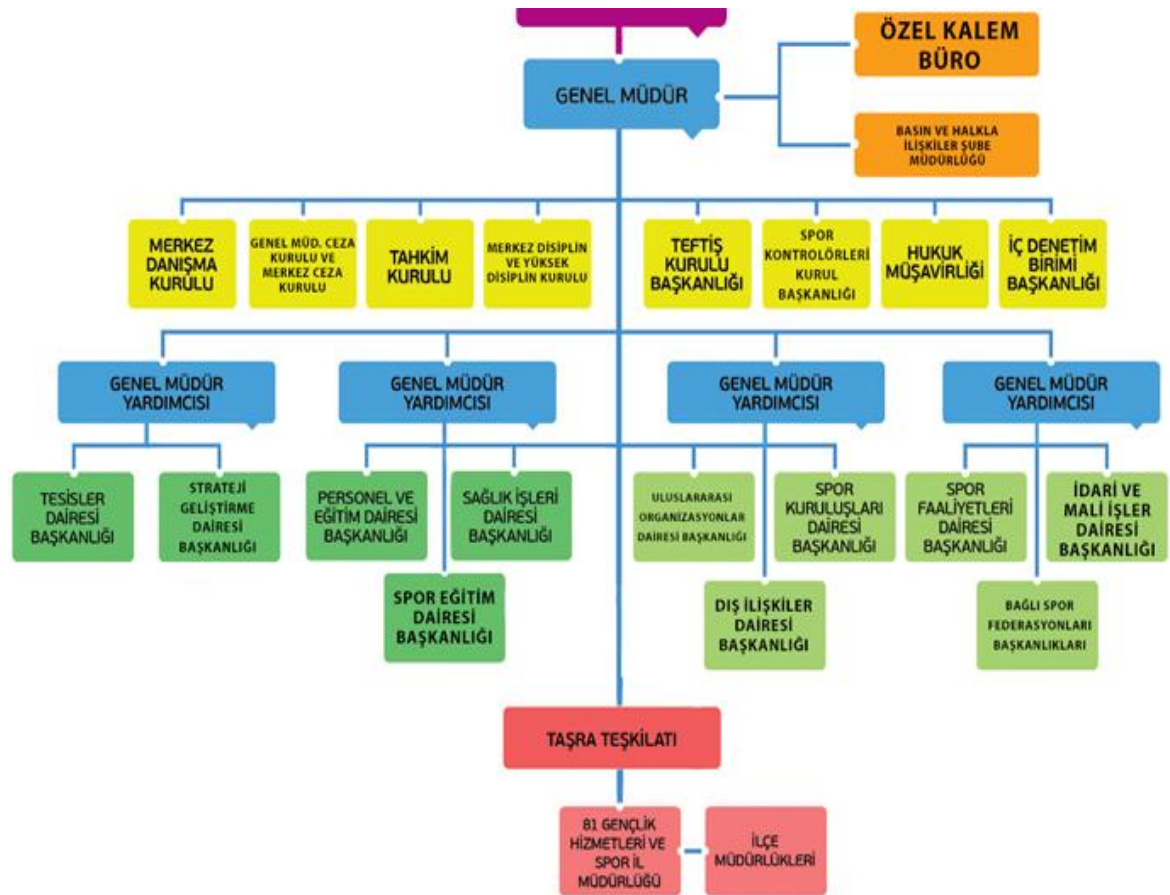 ÖZEL KALEM
BÜRO
GENEL MÜDÜR
BASIN VE HALKLA
İLİŞKİLER ŞUBE
MÜDÜRLÜĞÜ
MERKEZ
DANIŞMA
KURULU
GENEL MÜD. CEZA
KURULU VE
MERKEZ CEZA
KURULU
TAHKİM
KURULU
MERKEZ DİSİPLİN
VE YÜKSEK
DİSİPLİN KURULU
TEFTİŞ
KURULU
BAŞKANLIĞI
SPOR
KONTROLÖRLERİ
KURUL
BAŞKANLIĞI
HUKUK
MÜŞAVİRLİĞİ
İÇ DENETİM
BİRİMİ
BAŞKANLIĞI
GENEL MÜDÜR
YARDIMCISI
GENEL MÜDÜR
YARDIMCISI
GENEL MÜDÜR
YARDIMCISI
GENEL MÜDÜR
YARDIMCISI
TESİSLER
DAİRESİ
BAŞKANLIĞI
STRATEJİ
GELİŞTİRME
DAİRESİ
BAŞKANLIĞI
PERSONEL VE
EĞİTİM DAİRESİ
BAŞKANLIĞI
SAĞLIK İŞLERİ
DAİRESİ
BAŞKANLIĞI
ULUSLARARASI
ORGANIZASYONLAR
DAİRESİ BAŞKANLIĞI
SPOR
KURULUŞLARI
DAİRESİ
BAŞKANLIĞI
SPOR
FAALİYETLERİ
DAİRESİ
BAŞKANLIĞI
İDARİ VE
MALİ İŞLER
DAİRESİ
BAŞKANLIĞI
SPOR EĞİTİM
DAİRESİ
BAŞKANLIĞI
DIŞ İLİŞKİLER
DAİRESİ
BAŞKANLIĞI
BAĞLI SPOR
FEDERASYONLARI
BAŞKANLIKLARI
TAŞRA TEŞKİLATI
81 GENÇLİK
HİZMETLERİ VE
SPOR İL
MÜDÜRLÜĞÜ
İLÇE
MÜDÜRLÜKLERİ